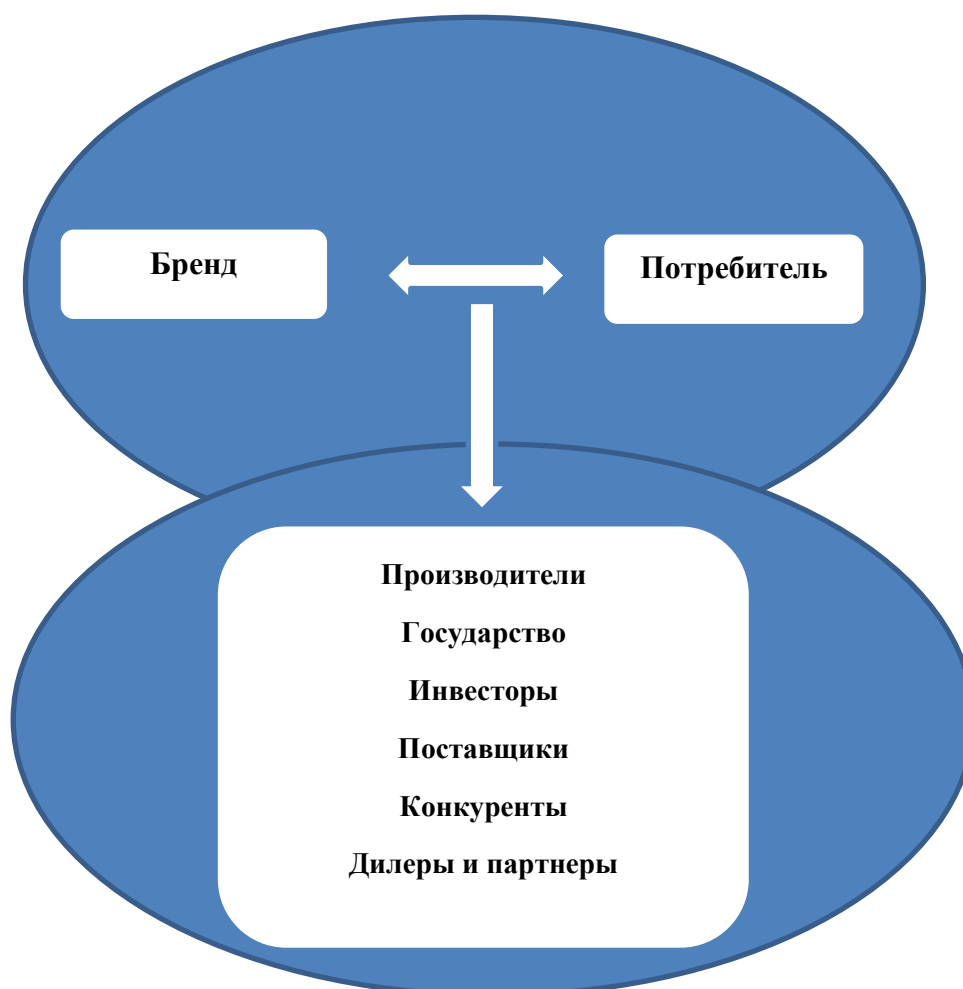 Бренд
Потребитель
Производители
Государство
Инвесторы
Поставщики
Конкуренты
Дилеры и партнеры